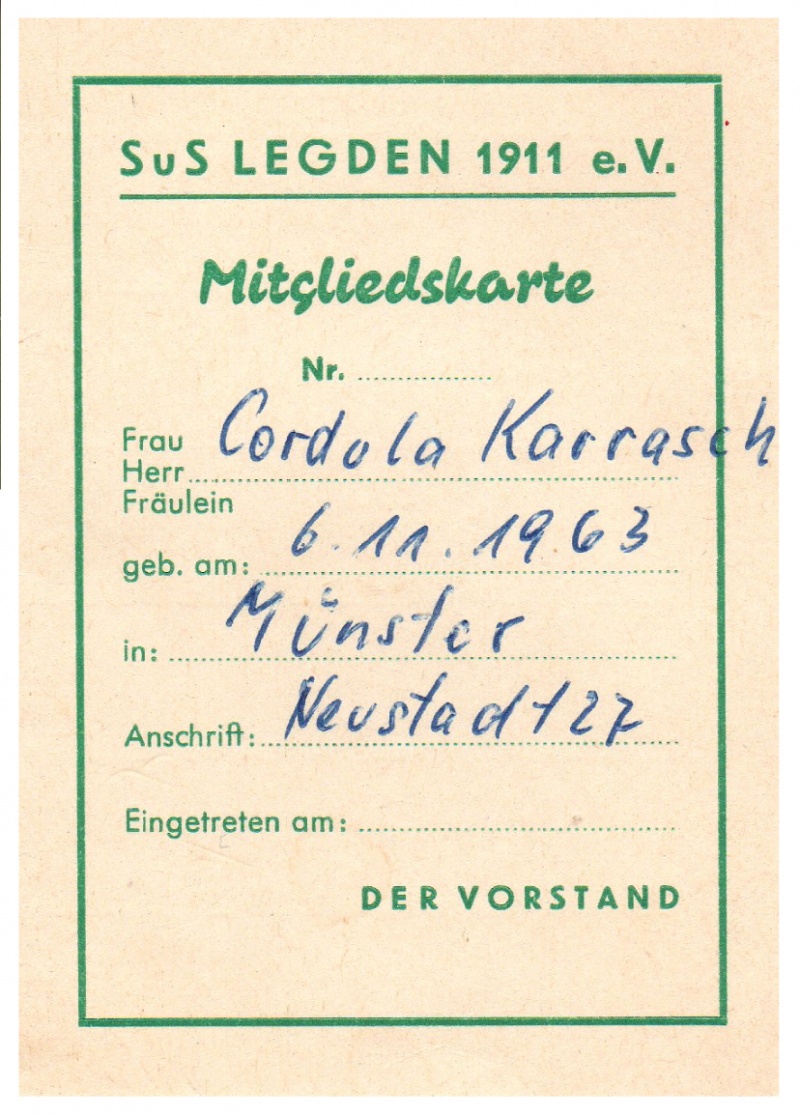 SuS LEGDEN 1911 e.V.
Mitgliedskarte
Nr. ....................
Frau
Herr Cordula Karrasch
Fräulein
geb. am: 6.11.1963
in: Münster
Anschrift: Neustadt 27
Eingetreten am: ....................
DER VORSTAND